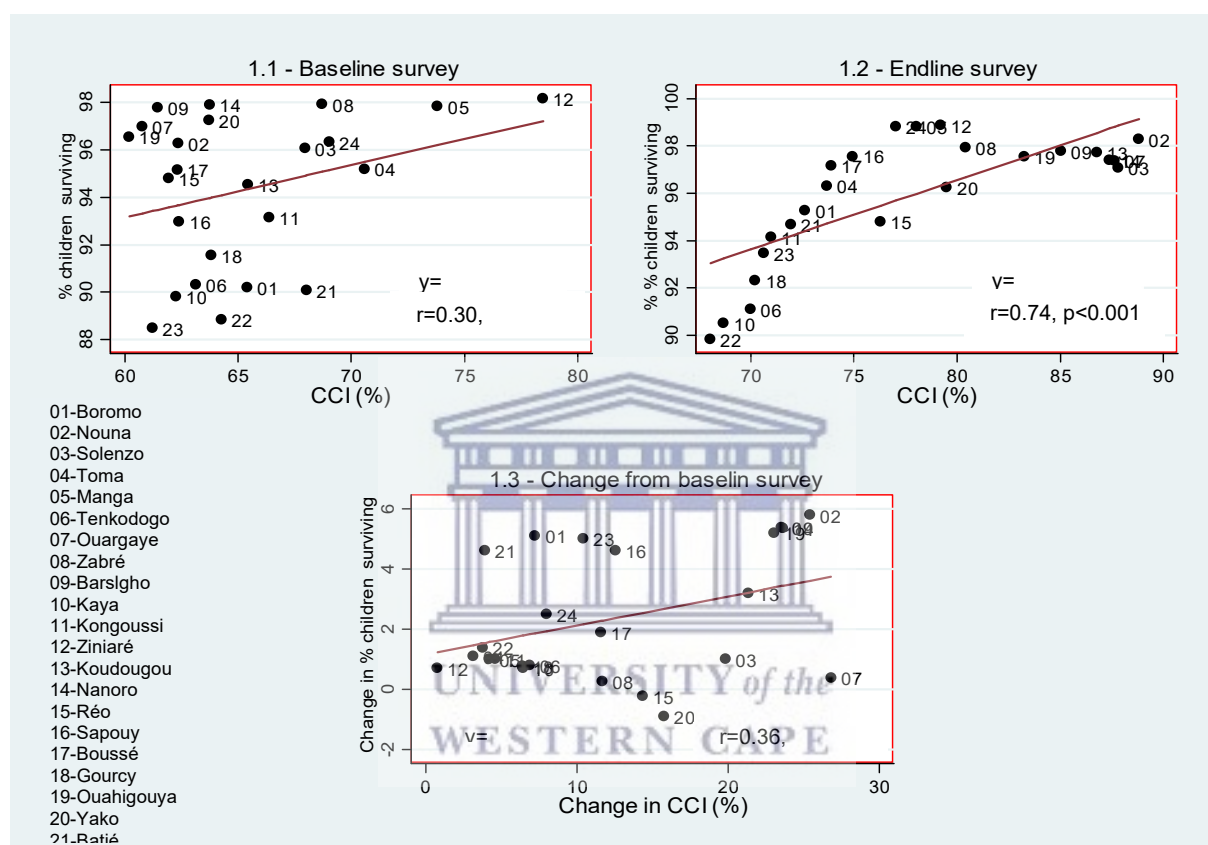 1.1 - Baseline survey
% children surviving
98
96
94
92
90
88
09
14
08
05
12
07
20
19
02
24
03
17
04
15
13
16
11
18
06
01
21
10
22
23
y=
r=0.30,
60 65 70 75 80
CCI (%)
1.2 - Endline survey
% % children surviving
100
98
96
94
92
90
12
02
08
13
09
16
19
17
03
04
20
01
15
21
11
23
18
06
10
22
y=
r=0.74, p<0.001
70 75 80 85 90
CCI (%)
01-Boromo
02-Nouna
03-Solenzo
04-Toma
05-Manga
06-Tenkodogo
07-Ouargaye
08-Zabré
09-Barslgho
10-Kaya
11-Kongoussi
12-Ziniaré
13-Koudougou
14-Nanoro
15-Réo
16-Sapouy
17-Boussé
18-Gourcy
19-Ouahigouya
20-Yako
21-Batié
1.3 - Change from baselin survey
Change in % children surviving
6
4
2
0
-2
02
01
23
19
21
16
13
24
17
22
03
06
12
08
07
15
20
y=
r=0.36,
0 10 20 30
Change in CCI (%)
UNIVERSITY of the
WESTERN CAPE